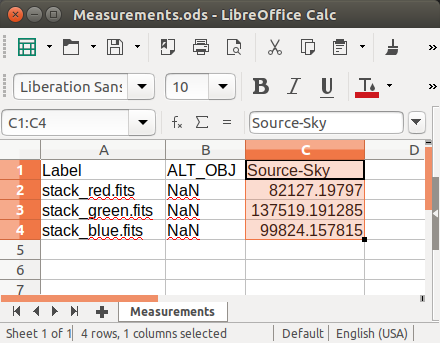 Measurements.ods - LibreOffice Calc
Liberation Sans 10 B I U T
C1:C4 fx Σ = Source-Sky
A B C D
1 Label ALT_OBJ Source-Sky
2 stack_red.fits NaN 82127.19797
3 stack_green.fits NaN 137519.191285
4 stack_blue.fits NaN 99824.157815
5
6
7
Measurements
Sheet 1 of 1 4 rows, 1 columns selected Default English (USA)